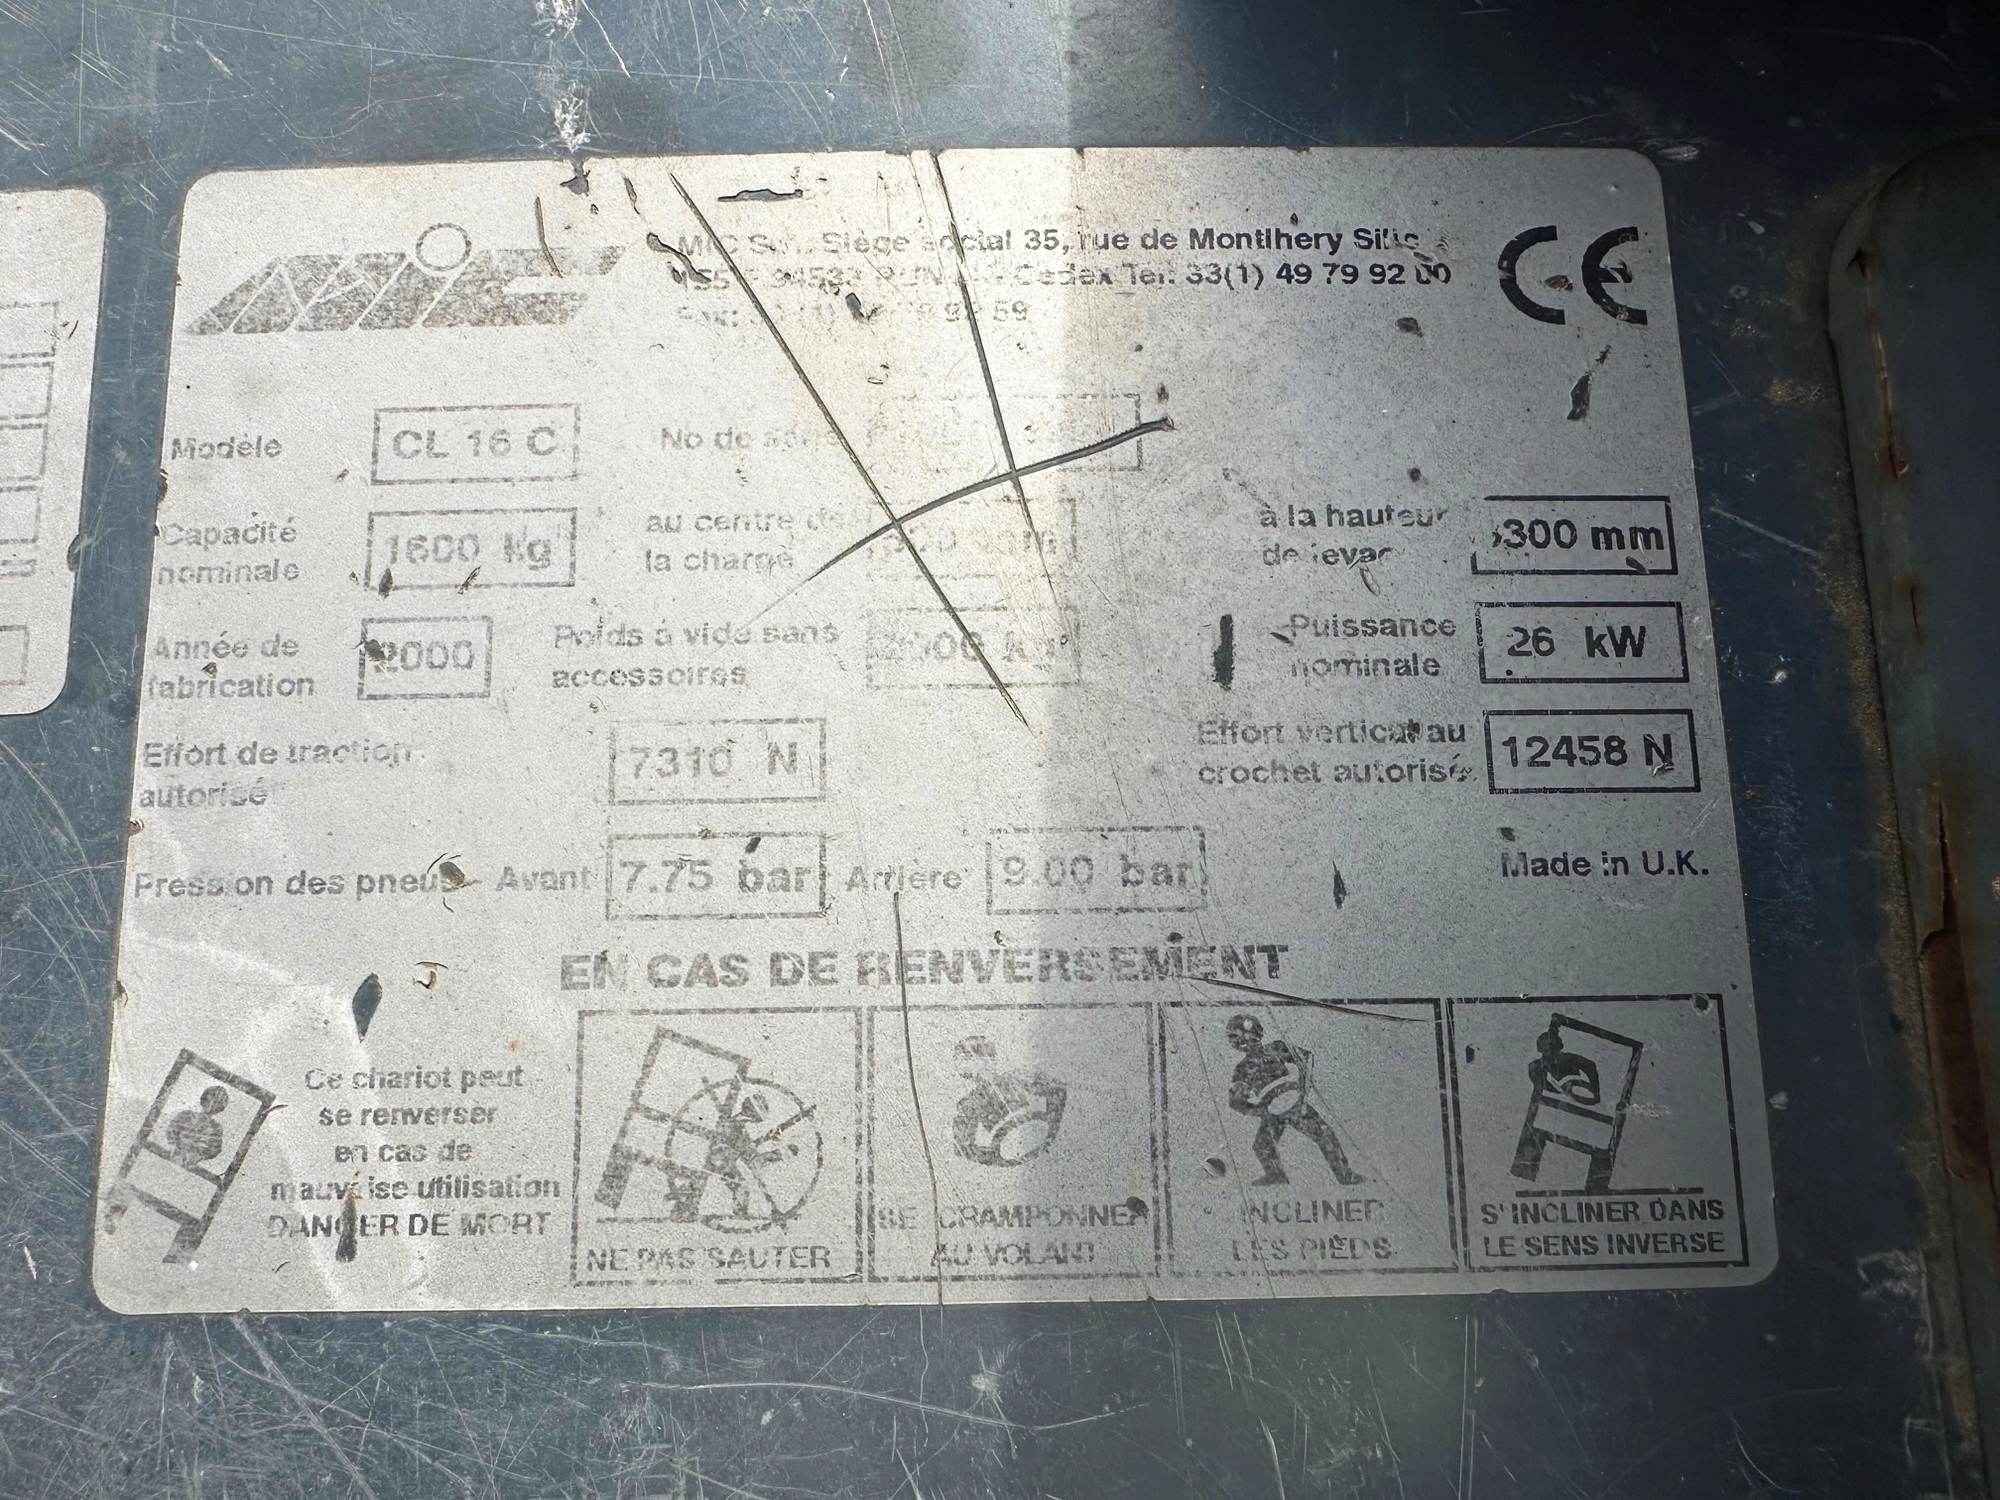 mic
Siège social 35, rue de Montlhery Silic
Cedex Tel: 33(1) 49 79 92 00
Fax:
CE
Modèle CL 16 C No de série
Capacité nominale 1600 kg au centre de la charge à la hauteur de 300 mm
Année de fabrication 2000 Poids à vide sans accessoires Puissance nominale 26 kW
Effort de traction autorisé 7310 N Effort vertical au crochet autorisé 12458 N
Pression des pneus - Avant 7.75 bar Arrière 9.00 bar Made in U.K.
EN CAS DE RENVERSEMENT
Ce chariot peut
se renverser
en cas de
mauvaise utilisation
DANGER DE MORT
NE PAS SAUTER
SE CRAMPONNER
AU VOLANT
INCLINER
LES PIEDS
S'INCLINER DANS
LE SENS INVERSE